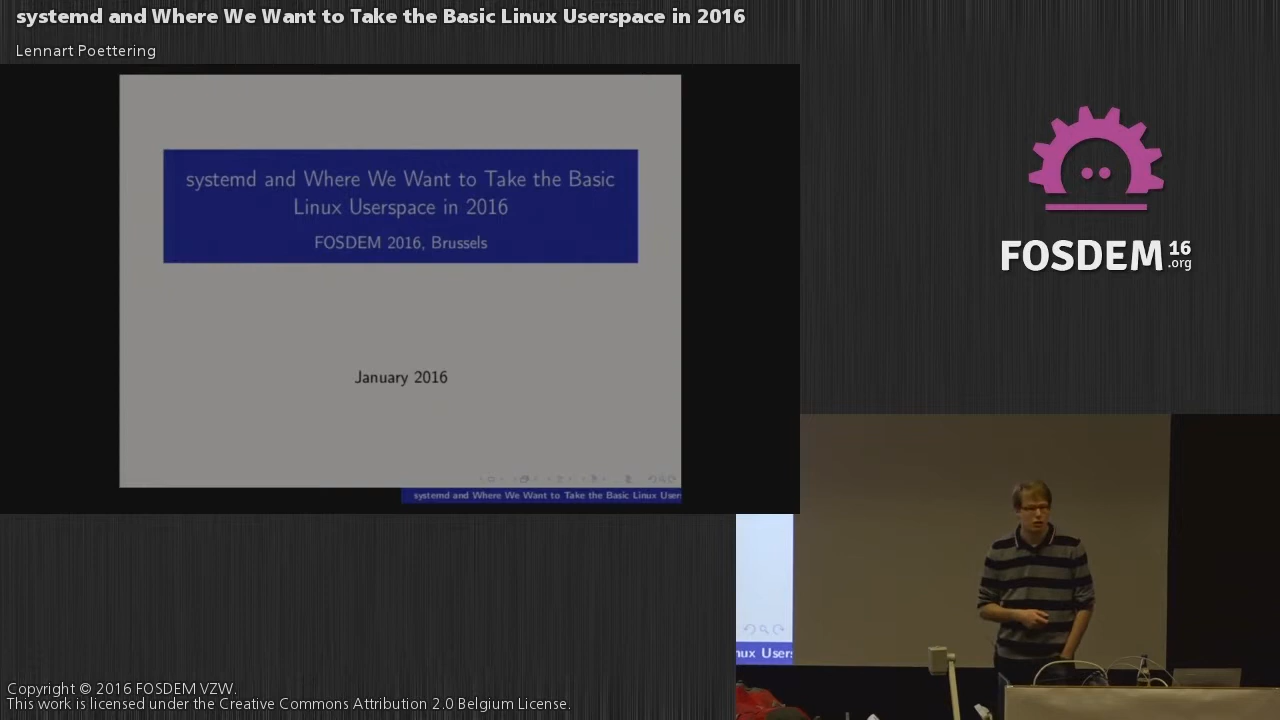 systemd and Where We Want to Take the Basic Linux Userspace in 2016
Lennart Poettering
systemd and Where We Want to Take the Basic
Linux Userspace in 2016
FOSDEM 2016, Brussels
January 2016
systemd and Where We Want to Take the Basic Linux User
FOSDEM 16
.org
nux Users
Copyright © 2016 FOSDEM VZW.
This work is licensed under the Creative Commons Attribution 2.0 Belgium License.